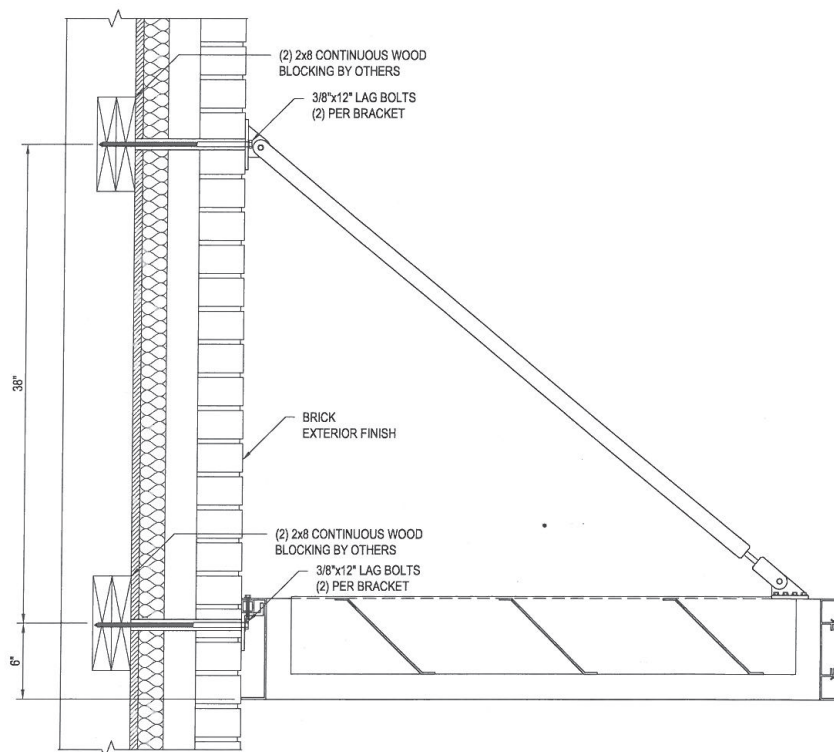 (2) 2x8 CONTINUOUS WOOD
BLOCKING BY OTHERS
3/8"x12" LAG BOLTS
(2) PER BRACKET
38"
BRICK
EXTERIOR FINISH
(2) 2x8 CONTINUOUS WOOD
BLOCKING BY OTHERS
3/8"x12" LAG BOLTS
(2) PER BRACKET
6"